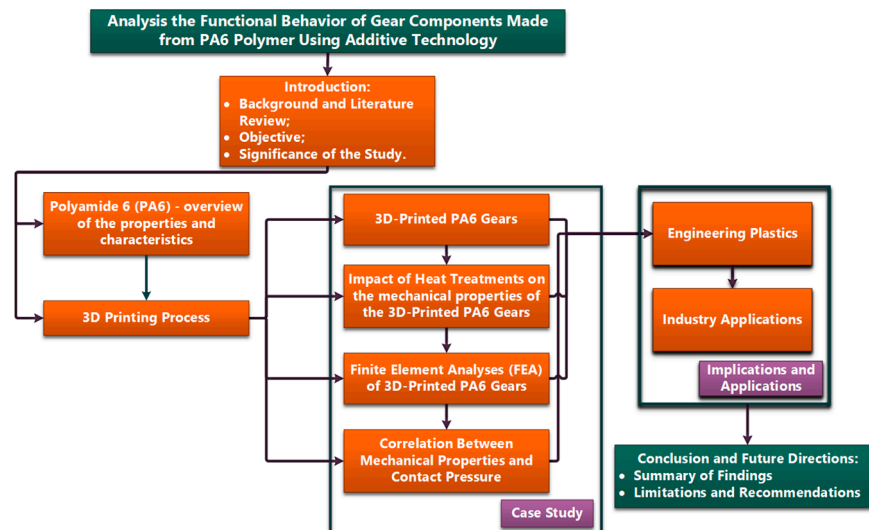 Analysis the Functional Behavior of Gear Components Made
from PA6 Polymer Using Additive Technology
Introduction:
• Background and Literature
Review;
• Objective;
• Significance of the Study.
Polyamide 6 (PA6) - overview
of the properties and
characteristics
3D Printing Process
3D-Printed PA6 Gears
Impact of Heat Treatments on
the mechanical properties of
the 3D-Printed PA6 Gears
Finite Element Analyses (FEA)
of 3D-Printed PA6 Gears
Correlation Between
Mechanical Properties and
Contact Pressure
Case Study
Engineering Plastics
Industry Applications
Implications and
Applications
Conclusion and Future Directions:
• Summary of Findings
• Limitations and Recommendations